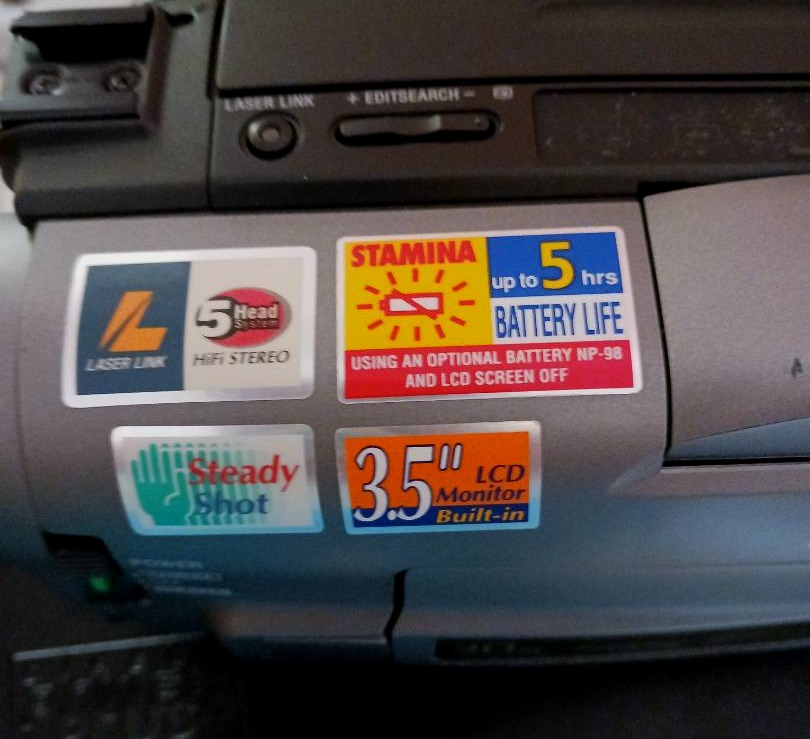 LASER LINK
+ EDITSEARCH −
LASER LINK
5 Head
System
HiFi STEREO
STAMINA
up to 5 hrs
BATTERY LIFE
USING AN OPTIONAL BATTERY NP-98
AND LCD SCREEN OFF
Steady
Shot
3.5"
LCD
Monitor
Built-in
POWER